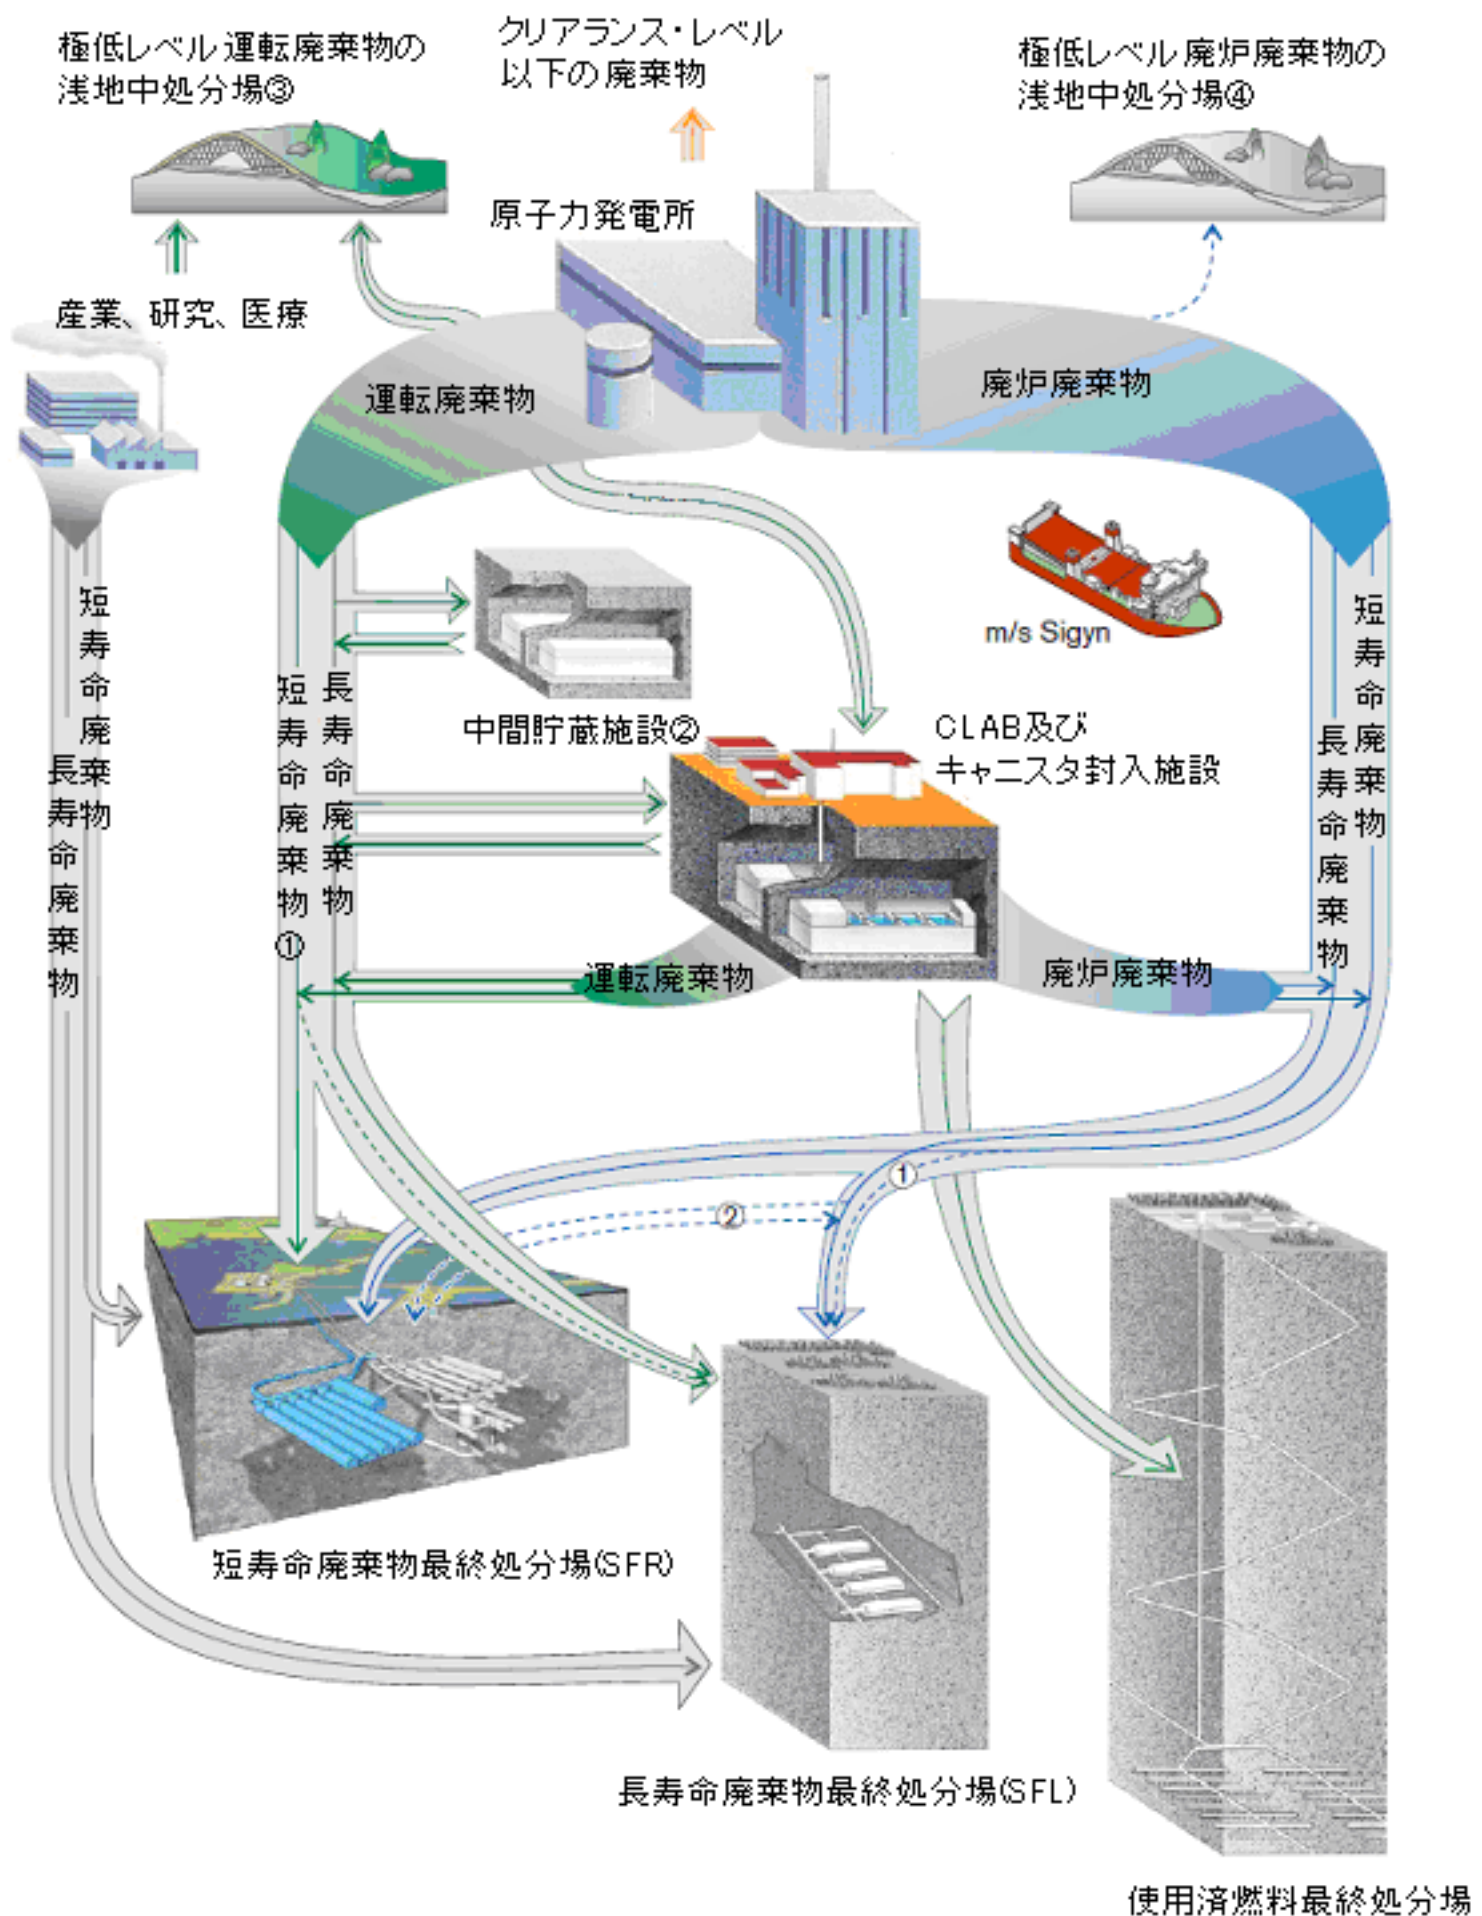 極低レベル運転廃棄物の
浅地中処分場③
クリアランス・レベル
以下の廃棄物
極低レベル廃炉廃棄物の
浅地中処分場④
原子力発電所
産業、研究、医療
運転廃棄物
廃炉廃棄物
m/s Sigyn
短寿命廃棄物
長寿命廃棄物
短寿命廃棄物①
長寿命廃棄物
中間貯蔵施設②
CLAB及び
キャニスタ封入施設
長寿命廃棄物
短寿命廃棄物
運転廃棄物
廃炉廃棄物
①
②
短寿命廃棄物最終処分場(SFR)
長寿命廃棄物最終処分場(SFL)
使用済燃料最終処分場